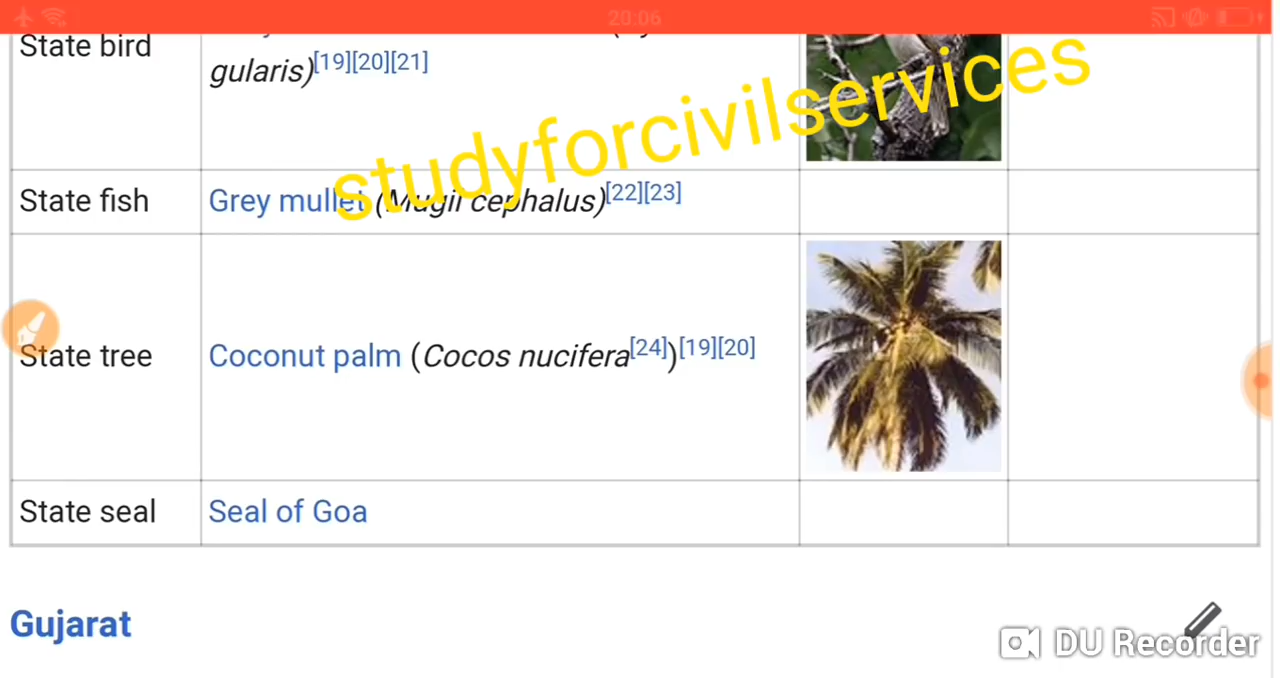 20:06
State bird
gularis)[19][20][21]
studyforcivilservices
State fish Grey mullet (Mugil cephalus)[22][23]
State tree Coconut palm (Cocos nucifera[24])[19][20]
State seal Seal of Goa
Gujarat
DU Recorder